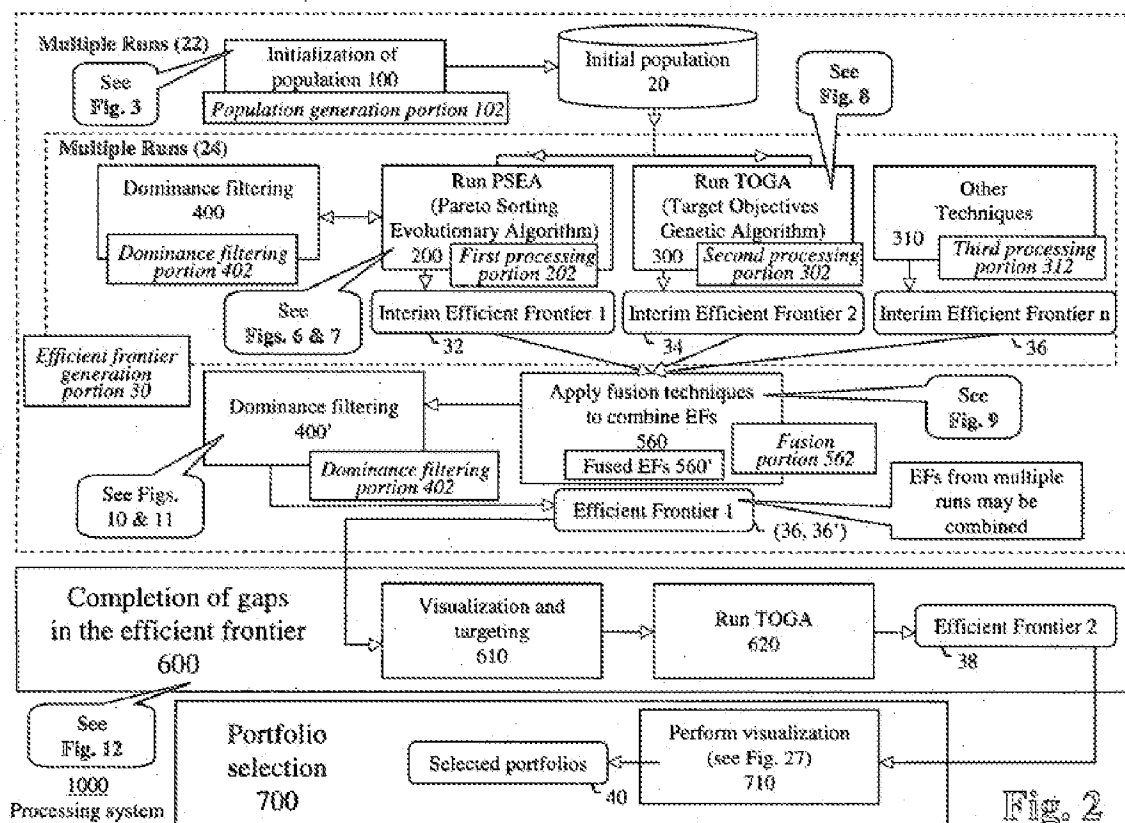 Multiple Runs (22)
See
Fig. 3
Initialization of
population 100
Population generation portion 102
Initial population
20
See
Fig. 8
Multiple Runs (24)
Dominance filtering
400
Dominance filtering
portion 402
Run PSEA
(Pareto Sorting
Evolutionary Algorithm)
200
First processing
portion 202
Run TOGA
(Target Objectives
Genetic Algorithm)
300
Second processing
portion 302
Other
Techniques
310
Third processing
portion 312
See
Figs. 6 & 7
Interim Efficient Frontier 1
32
Interim Efficient Frontier 2
34
Interim Efficient Frontier n
36
Efficient frontier
generation
portion 30
Dominance filtering
400'
Dominance filtering
portion 402
Apply fusion techniques
to combine EFs
560
Fused EFs 560'
Fusion
portion 562
See
Fig. 9
See Figs.
10 & 11
Efficient Frontier 1
(36, 36')
EFs from multiple
runs may be
combined
Completion of gaps
in the efficient frontier
600
Visualization and
targeting
610
Run TOGA
620
Efficient Frontier 2
38
See
Fig. 12
1000
Processing system
Portfolio
selection
700
Selected portfolios
40
Perform visualization
(see Fig. 27)
710
Fig. 2